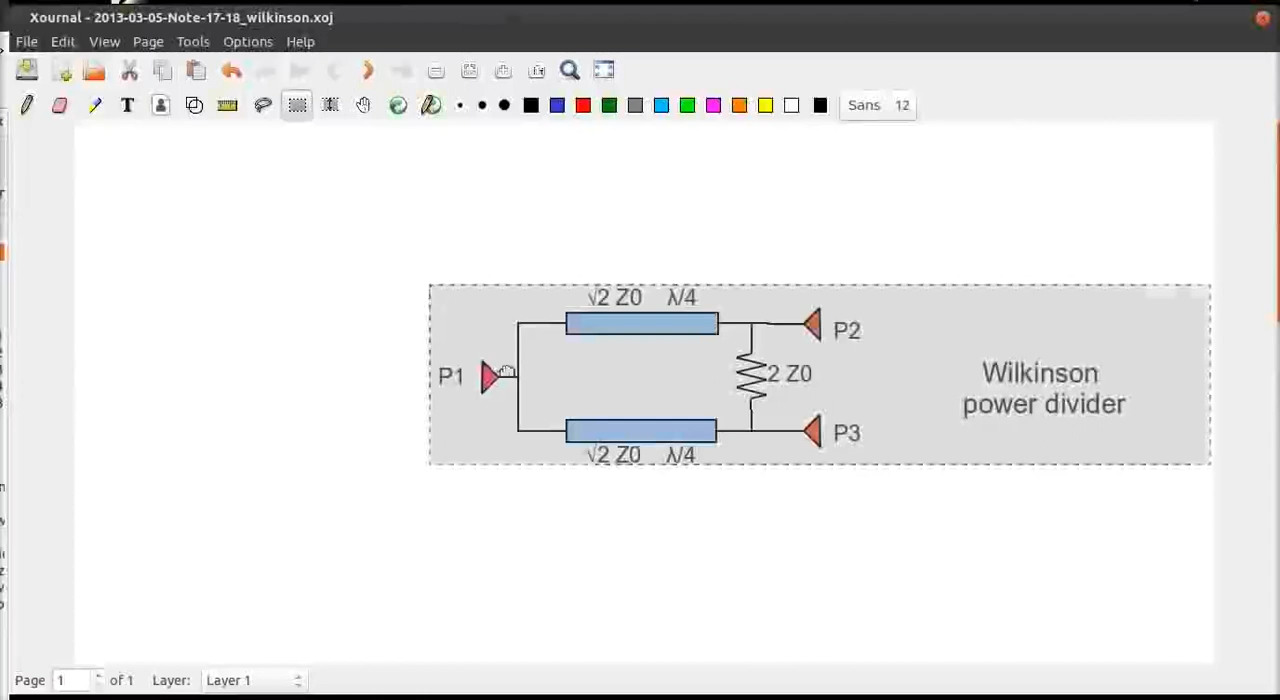 Xournal - 2013-03-05-Note-17-18_wilkinson.xoj
File Edit View Page Tools Options Help
Sans 12
√2 Z0 λ/4
P1
P2
2 Z0
P3
√2 Z0 λ/4
Wilkinson
power divider
Page 1 of 1 Layer: Layer 1